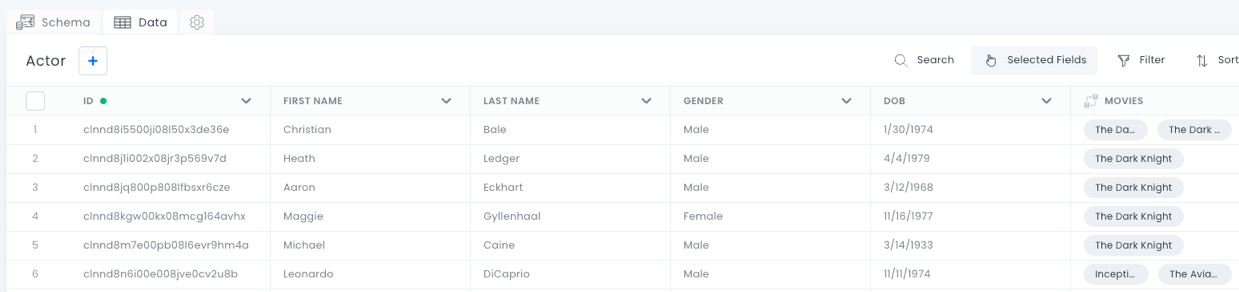 Schema Data
Actor + Search Selected Fields Filter Sort
ID FIRST NAME LAST NAME GENDER DOB MOVIES
1 clnnd8i5500ji08l50x3de36e Christian Bale Male 1/30/1974 The Da... The Dark ...
2 clnnd8j1i002x08jr3p569v7d Heath Ledger Male 4/4/1979 The Dark Knight
3 clnnd8jq800p808lfbsxr6cze Aaron Eckhart Male 3/12/1968 The Dark Knight
4 clnnd8kgw00kx08mcg164avhx Maggie Gyllenhaal Female 11/16/1977 The Dark Knight
5 clnnd8m7e00pb08l6evr9hm4a Michael Caine Male 3/14/1933 The Dark Knight
6 clnnd8n6i00e008jve0cv2u8b Leonardo DiCaprio Male 11/11/1974 Incepti... The Avia...